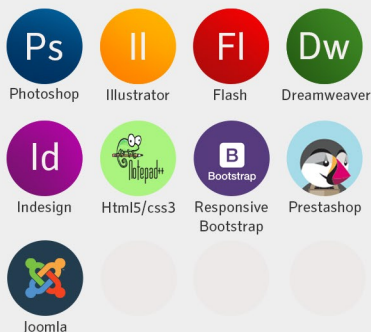 Ps Il Fl Dw
Photoshop Illustrator Flash Dreamweaver
Id Notepad++ B Bootstrap
Indesign Html5/css3 Responsive Bootstrap Prestashop
Joomla